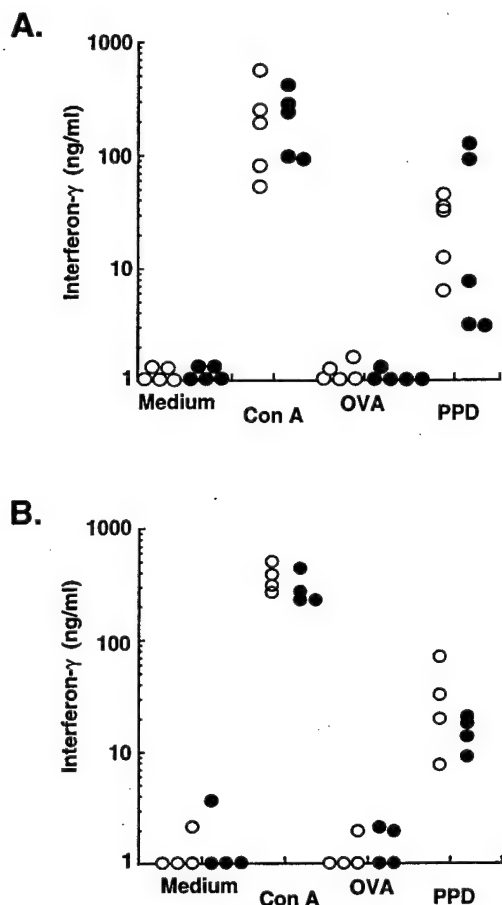 A.
1000
100
10
1
Interferon-γ (ng/ml)
Medium
Con A
OVA
PPD
B.
1000
100
10
1
Interferon-γ (ng/ml)
Medium
Con A
OVA
PPD